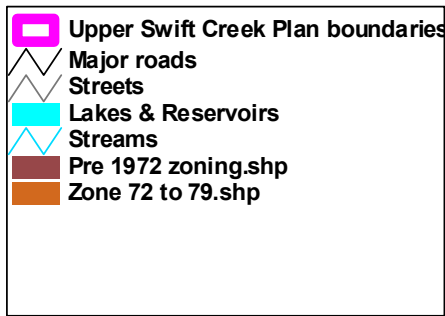 Upper Swift Creek Plan boundaries
Major roads
Streets
Lakes & Reservoirs
Streams
Pre 1972 zoning.shp
Zone 72 to 79.shp